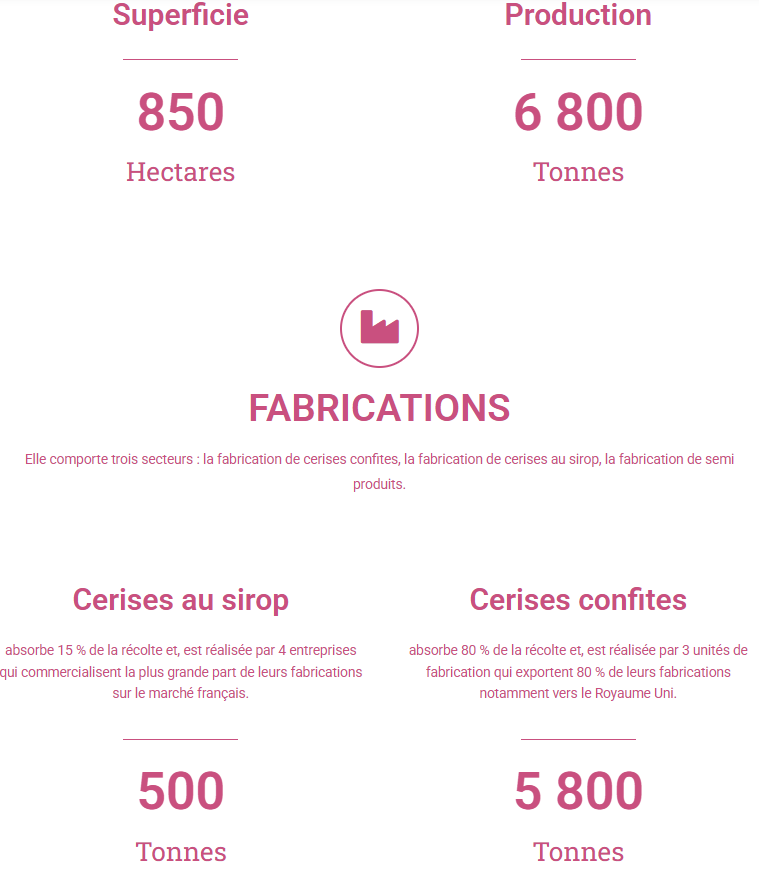 Superficie
Production
850
6 800
Hectares
Tonnes
FABRICATIONS
Elle comporte trois secteurs : la fabrication de cerises confites, la fabrication de cerises au sirop, la fabrication de semi
produits.
Cerises au sirop
absorbe 15 % de la récolte et, est réalisée par 4 entreprises
qui commercialisent la plus grande part de leurs fabrications
sur le marché français.
500
Tonnes
Cerises confites
absorbe 80 % de la récolte et, est réalisée par 3 unités de
fabrication qui exportent 80 % de leurs fabrications
notamment vers le Royaume Uni.
5 800
Tonnes